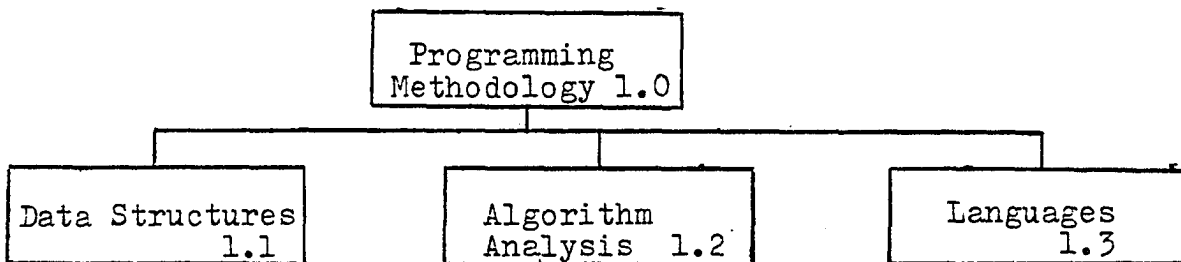 Programming
Methodology 1.0
Data Structures
1.1
Algorithm
Analysis 1.2
Languages
1.3